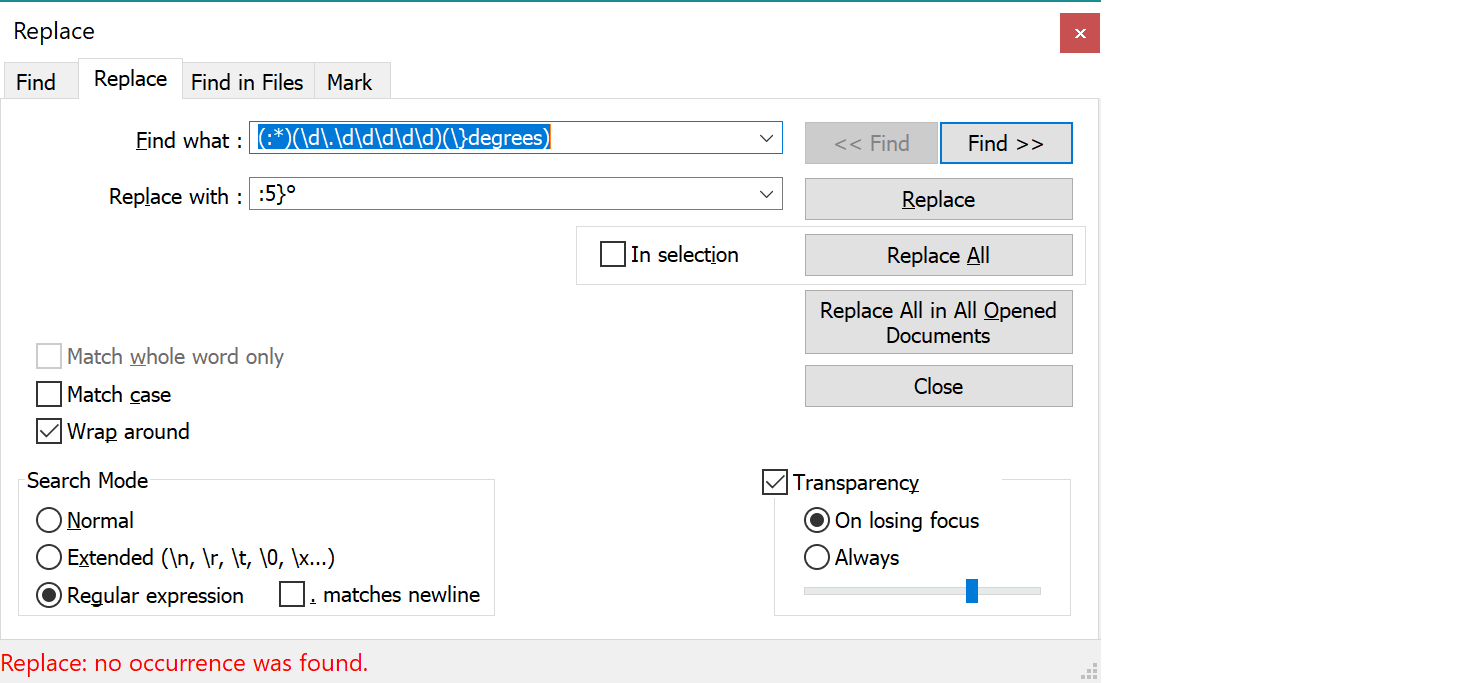 Replace
×
Find Replace Find in Files Mark
Find what : (:*)(\d\.\d\d\d\d\d)(\}degrees) << Find Find >>
Replace with : :5}° Replace
In selection Replace All
Replace All in All Opened
Documents
Match whole word only
Match case Close
Wrap around
Search Mode Transparency
Normal On losing focus
Extended (\n, \r, \t, \0, \x...) Always
Regular expression . matches newline
Replace: no occurrence was found.